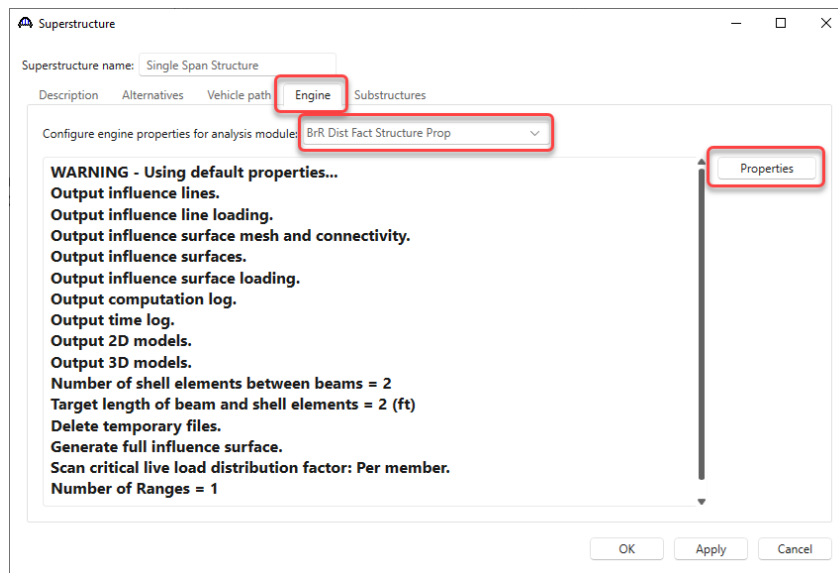 Superstructure
Superstructure name: Single Span Structure
Description Alternatives Vehicle path Engine Substructures
Configure engine properties for analysis module: BrR Dist Fact Structure Prop
Properties
WARNING - Using default properties...
Output influence lines.
Output influence line loading.
Output influence surface mesh and connectivity.
Output influence surfaces.
Output influence surface loading.
Output computation log.
Output time log.
Output 2D models.
Output 3D models.
Number of shell elements between beams = 2
Target length of beam and shell elements = 2 (ft)
Delete temporary files.
Generate full influence surface.
Scan critical live load distribution factor: Per member.
Number of Ranges = 1
OK Apply Cancel